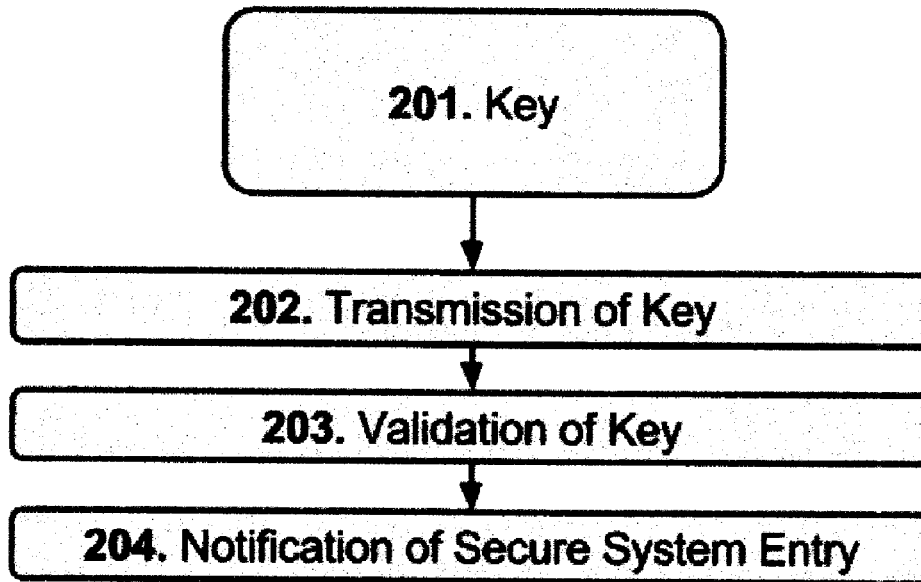 201. Key
202. Transmission of Key
203. Validation of Key
204. Notification of Secure System Entry